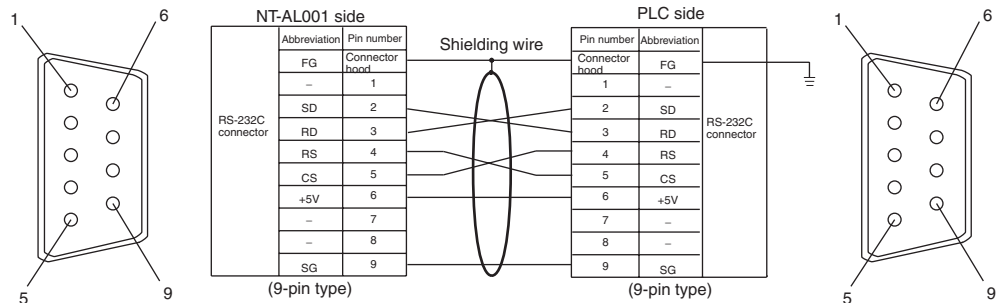 NT-AL001 side
PLC side
1
6
5
9
Abbreviation Pin number
FG Connector hood
– 1
SD 2
RD 3
RS 4
CS 5
+5V 6
– 7
– 8
SG 9
RS-232C
connector
(9-pin type)
Shielding wire
Pin number Abbreviation
Connector hood FG
1 –
2 SD
3 RD
4 RS
5 CS
6 +5V
7 –
8 –
9 SG
RS-232C
connector
(9-pin type)
1
6
5
9